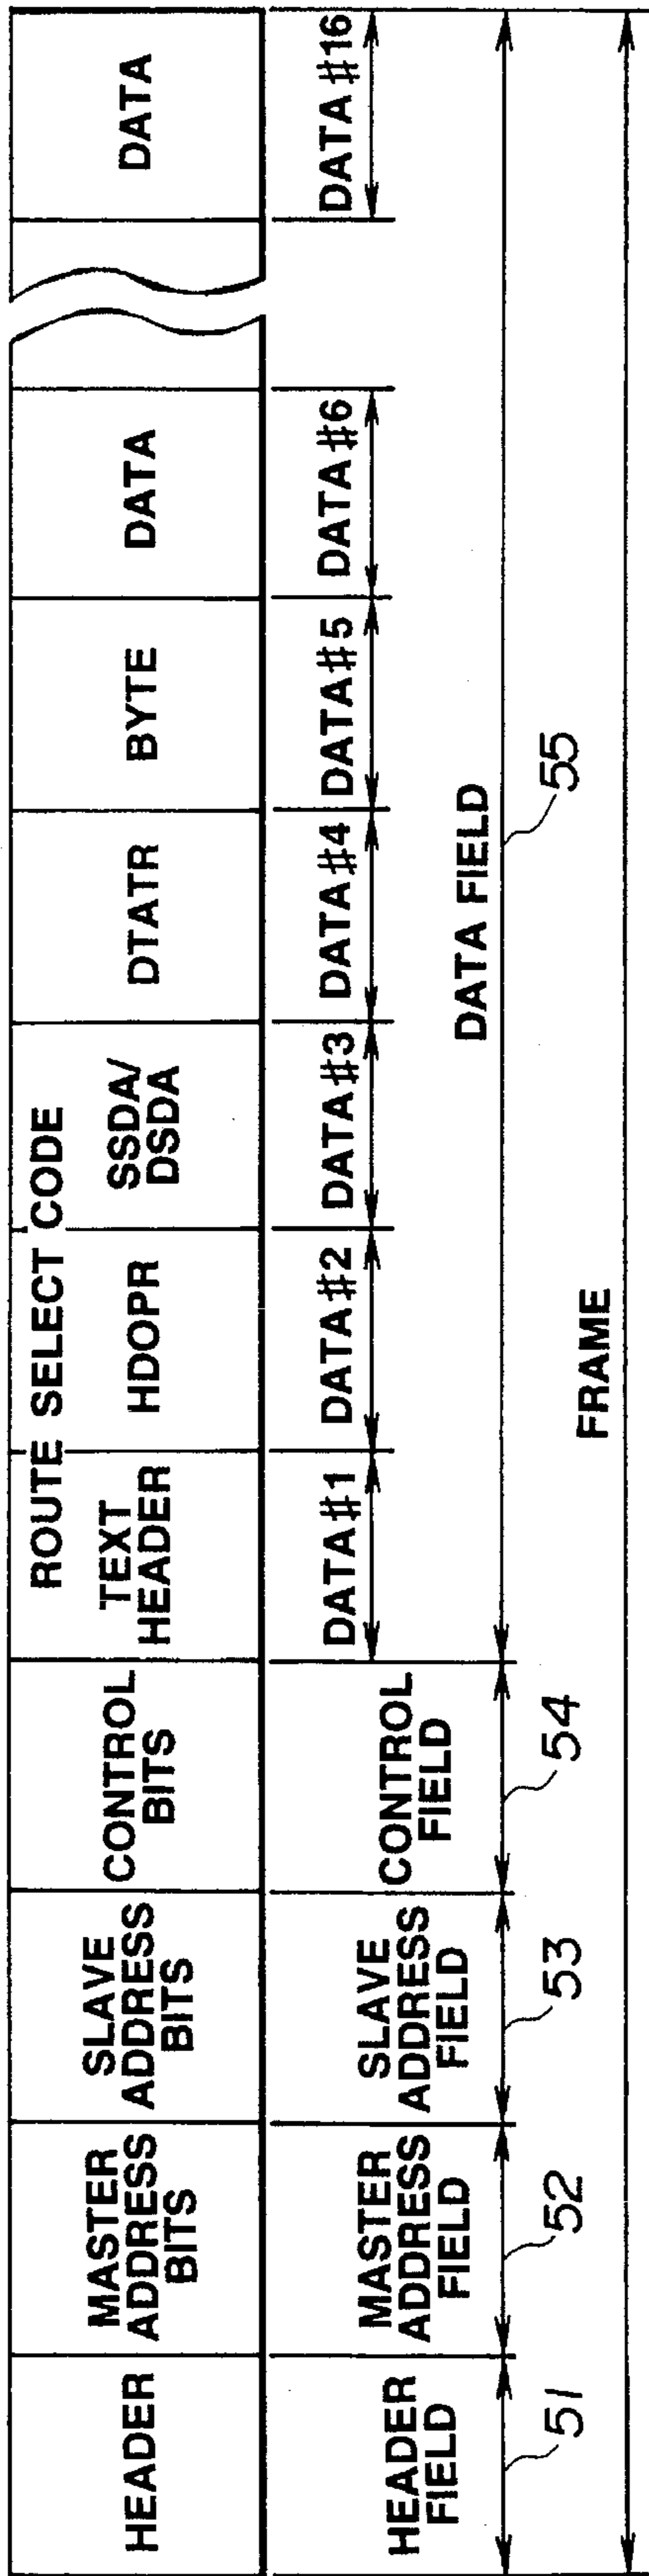 HEADER
MASTER
ADDRESS
BITS
SLAVE
ADDRESS
BITS
CONTROL
BITS
ROUTE SELECT CODE
TEXT
HEADER
HDOPR
SSDA/
DSDA
DTATR
BYTE
DATA
DATA
HEADER
FIELD
MASTER
ADDRESS
FIELD
SLAVE
ADDRESS
FIELD
CONTROL
FIELD
DATA#1
DATA#2
DATA#3
DATA#4
DATA#5
DATA#6
DATA#16
DATA FIELD
51
52
53
54
55
FRAME